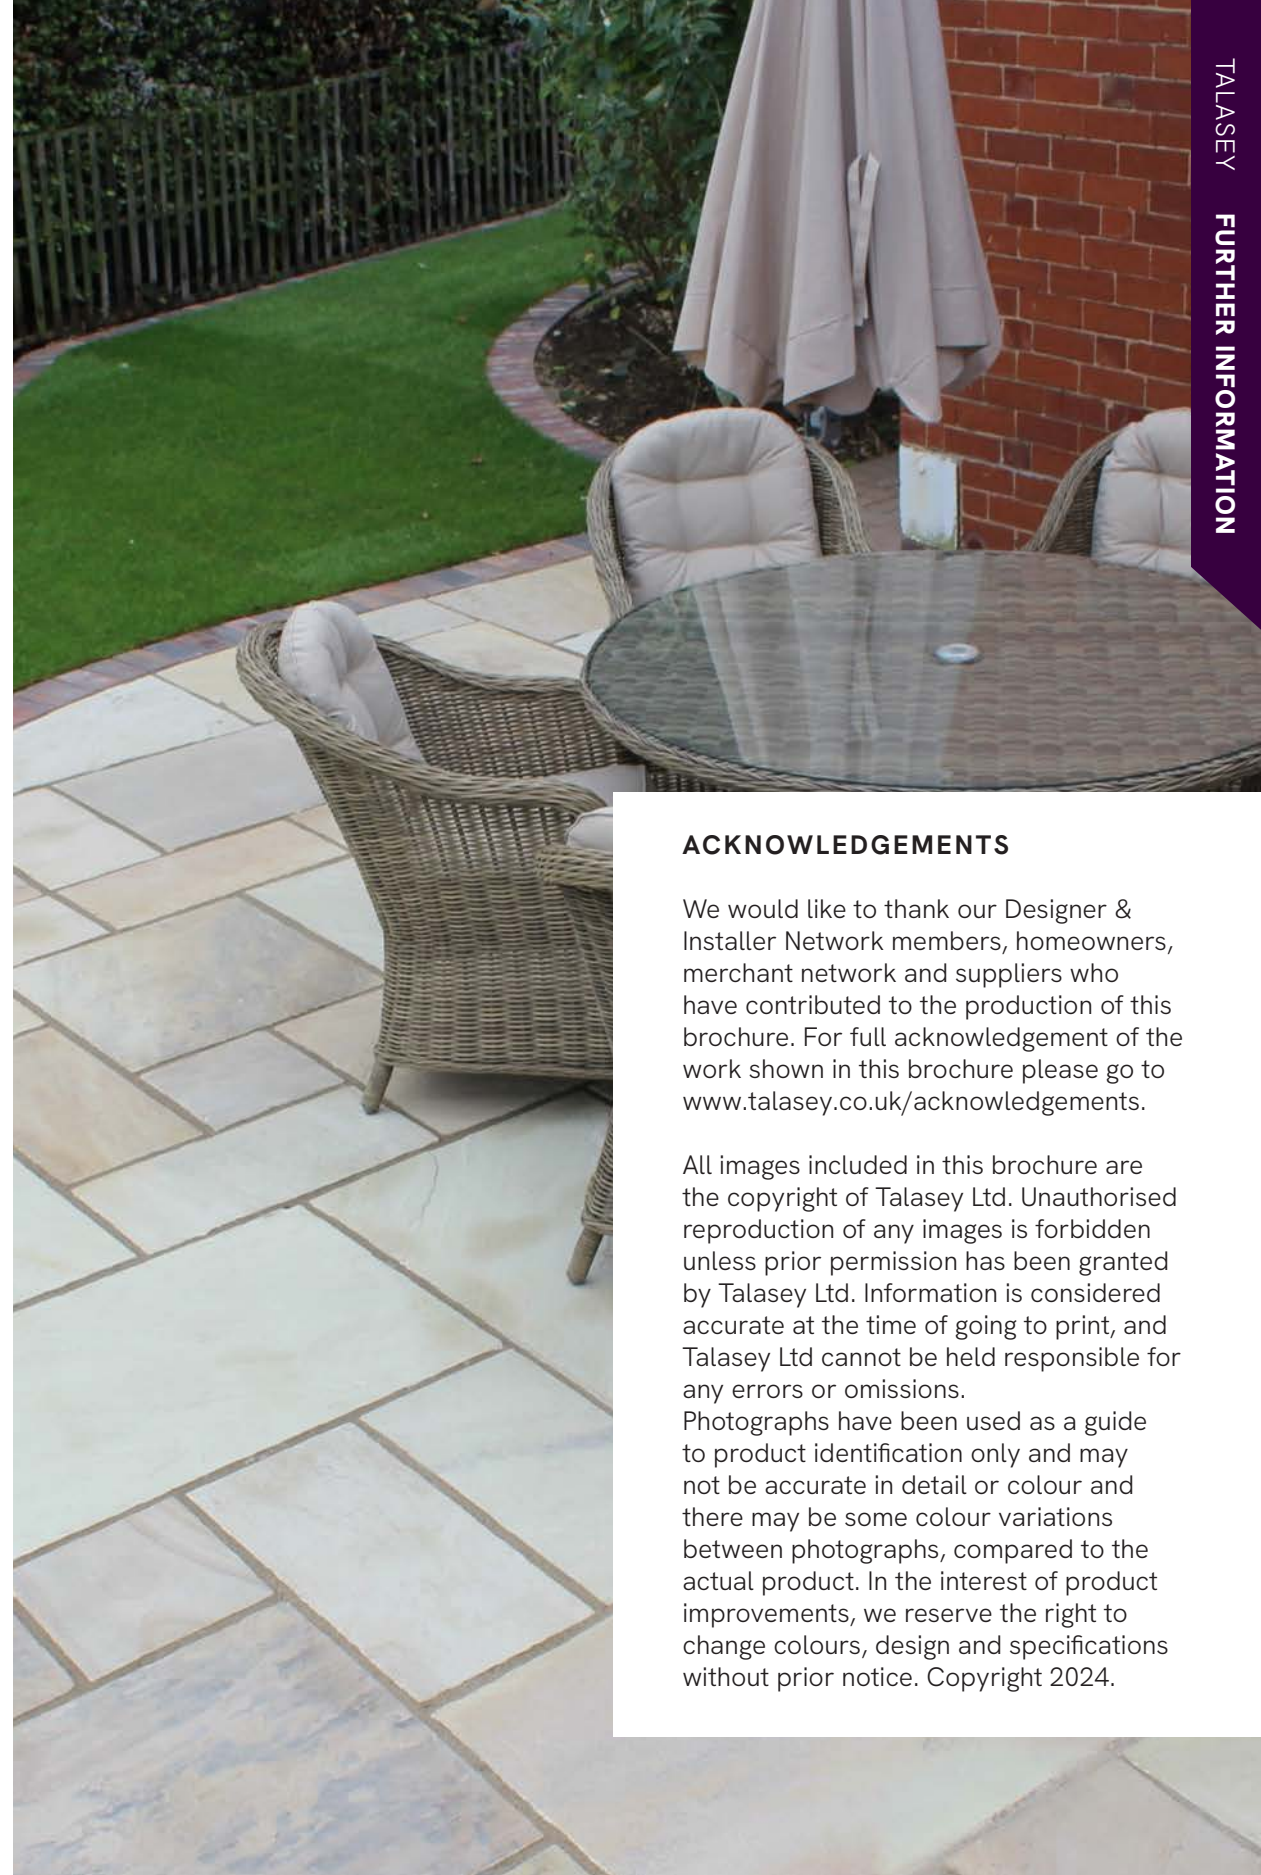 TALASEY FURTHER INFORMATION
ACKNOWLEDGEMENTS
We would like to thank our Designer &
Installer Network members, homeowners,
merchant network and suppliers who
have contributed to the production of this
brochure. For full acknowledgement of the
work shown in this brochure please go to
www.talasey.co.uk/acknowledgements.
All images included in this brochure are
the copyright of Talasey Ltd. Unauthorised
reproduction of any images is forbidden
unless prior permission has been granted
by Talasey Ltd. Information is considered
accurate at the time of going to print, and
Talasey Ltd cannot be held responsible for
any errors or omissions.
Photographs have been used as a guide
to product identification only and may
not be accurate in detail or colour and
there may be some colour variations
between photographs, compared to the
actual product. In the interest of product
improvements, we reserve the right to
change colours, design and specifications
without prior notice. Copyright 2024.